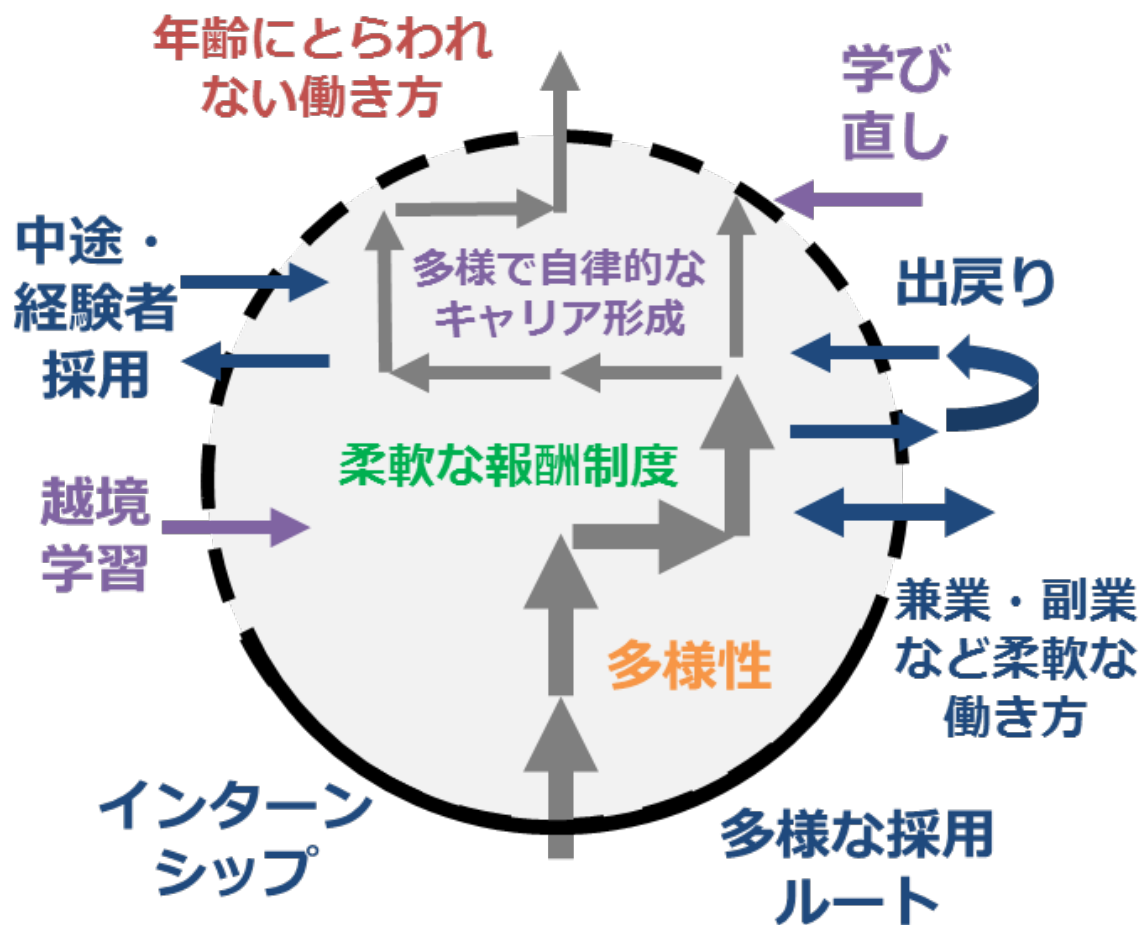 年齢にとらわれ
ない働き方
学び
直し
中途・
経験者
採用
多様で自律的な
キャリア形成
出戻り
柔軟な報酬制度
越境
学習
兼業・副業
など柔軟な
働き方
多様性
インターン
シップ
多様な採用
ルート